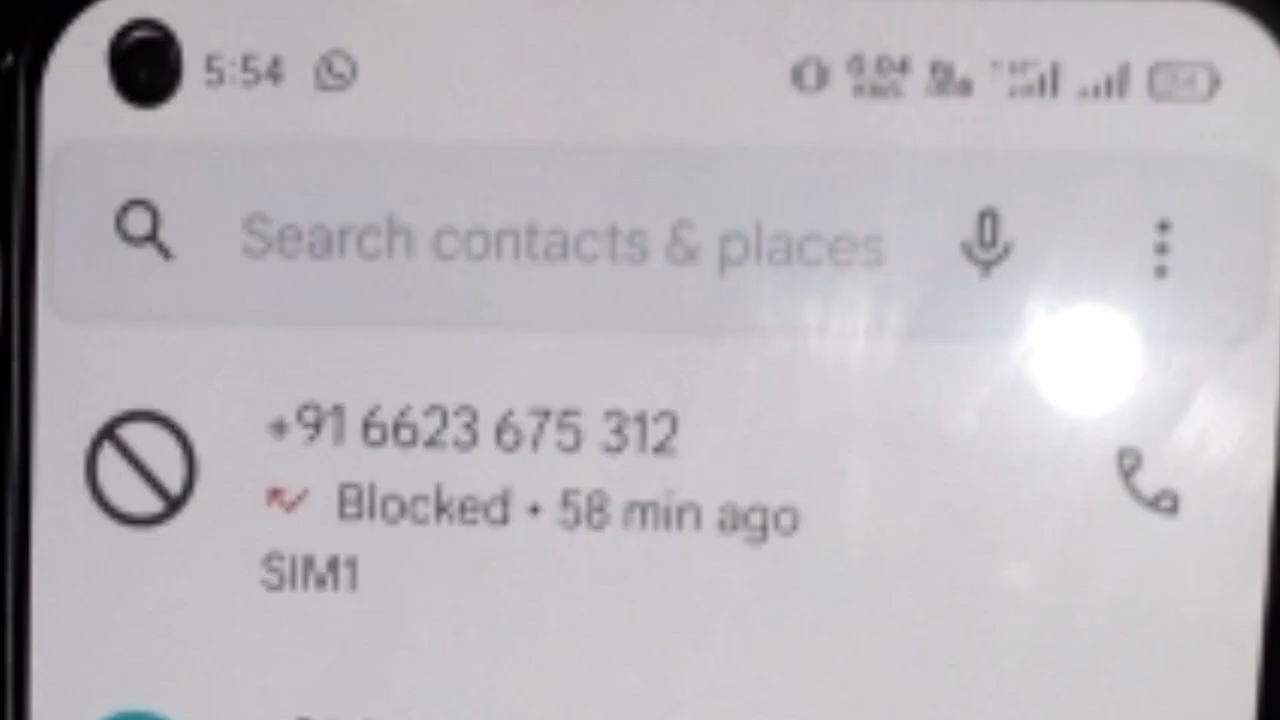 5:54
Search contacts & places
+91 6623 675 312
Blocked • 58 min ago
SIM1